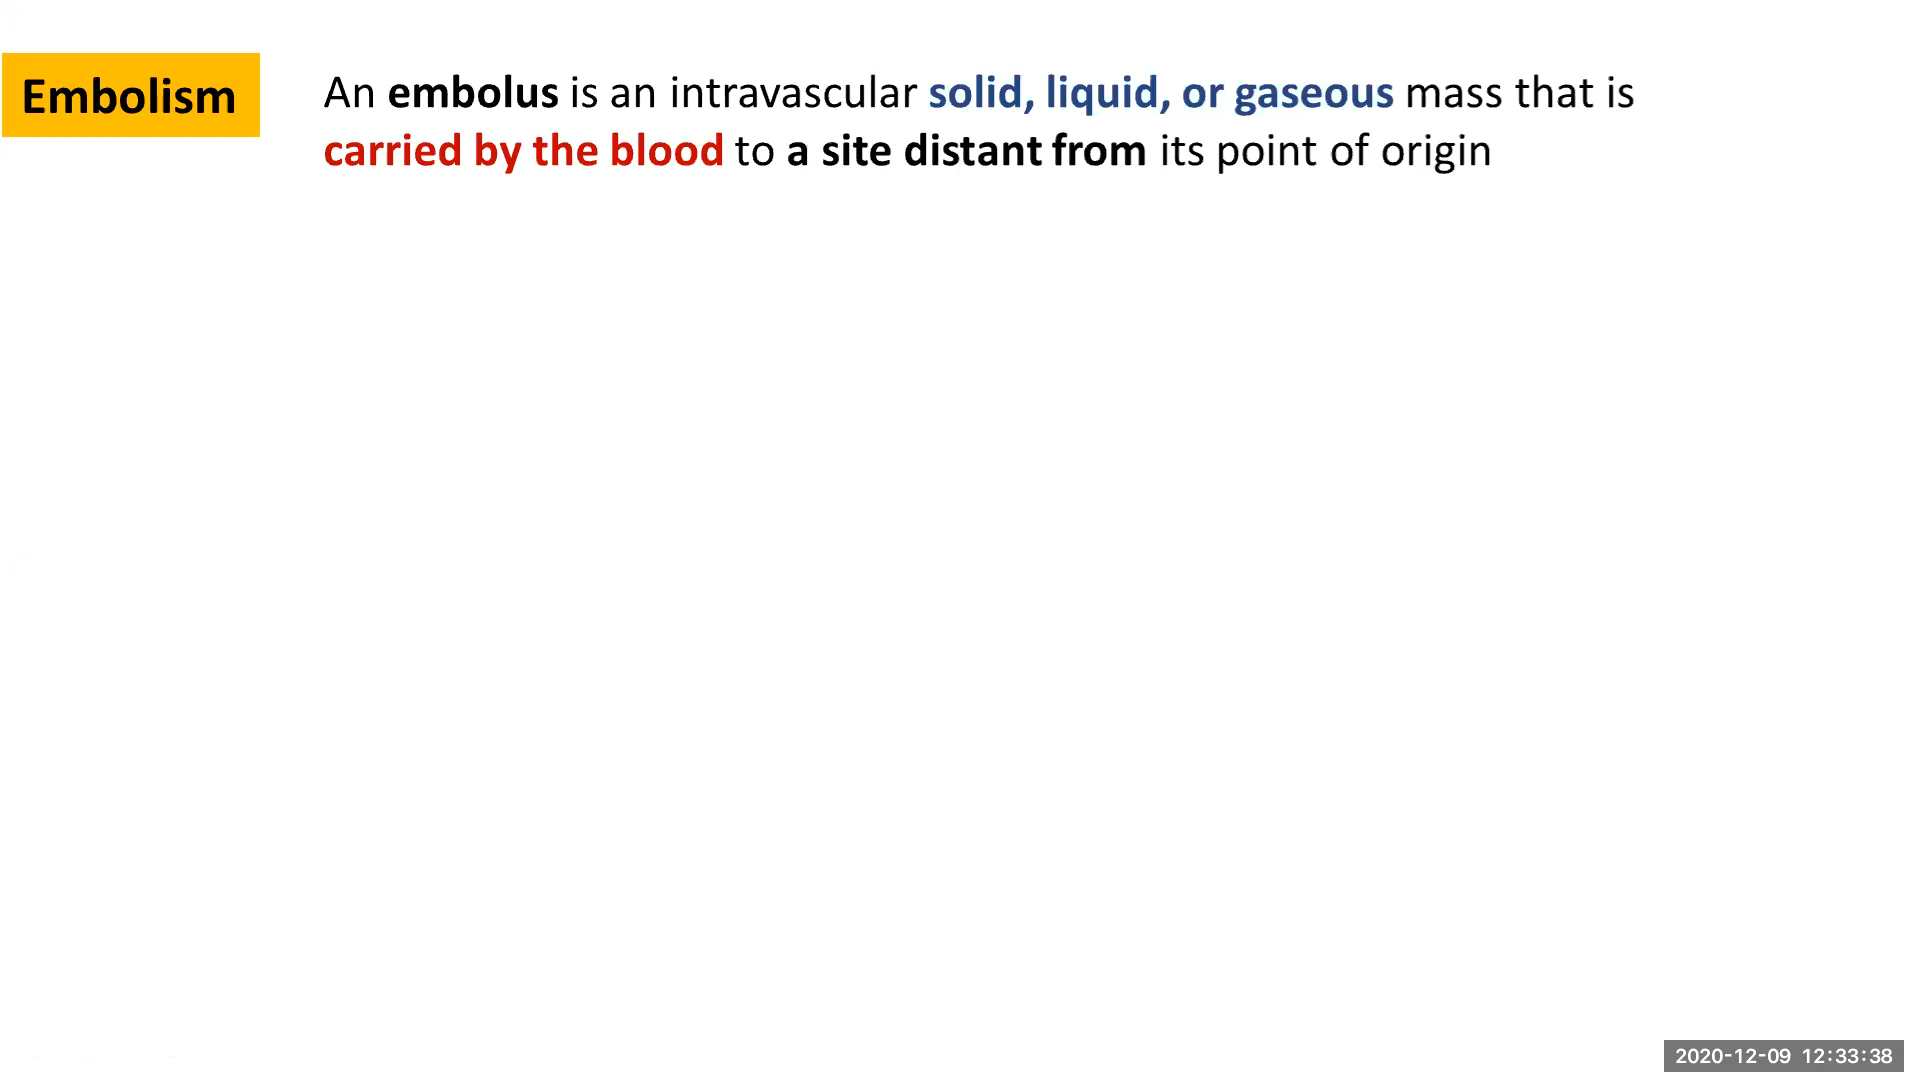 Embolism
An embolus is an intravascular solid, liquid, or gaseous mass that is
carried by the blood to a site distant from its point of origin
2020-12-09 12:33:38